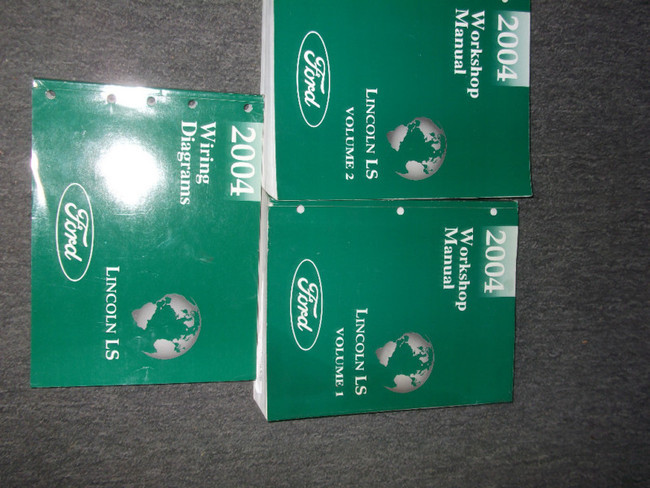 2004
Workshop
Manual
Ford
LINCOLN LS
VOLUME 2
2004
Wiring
Diagrams
Ford
LINCOLN LS
2004
Workshop
Manual
Ford
LINCOLN LS
VOLUME 1